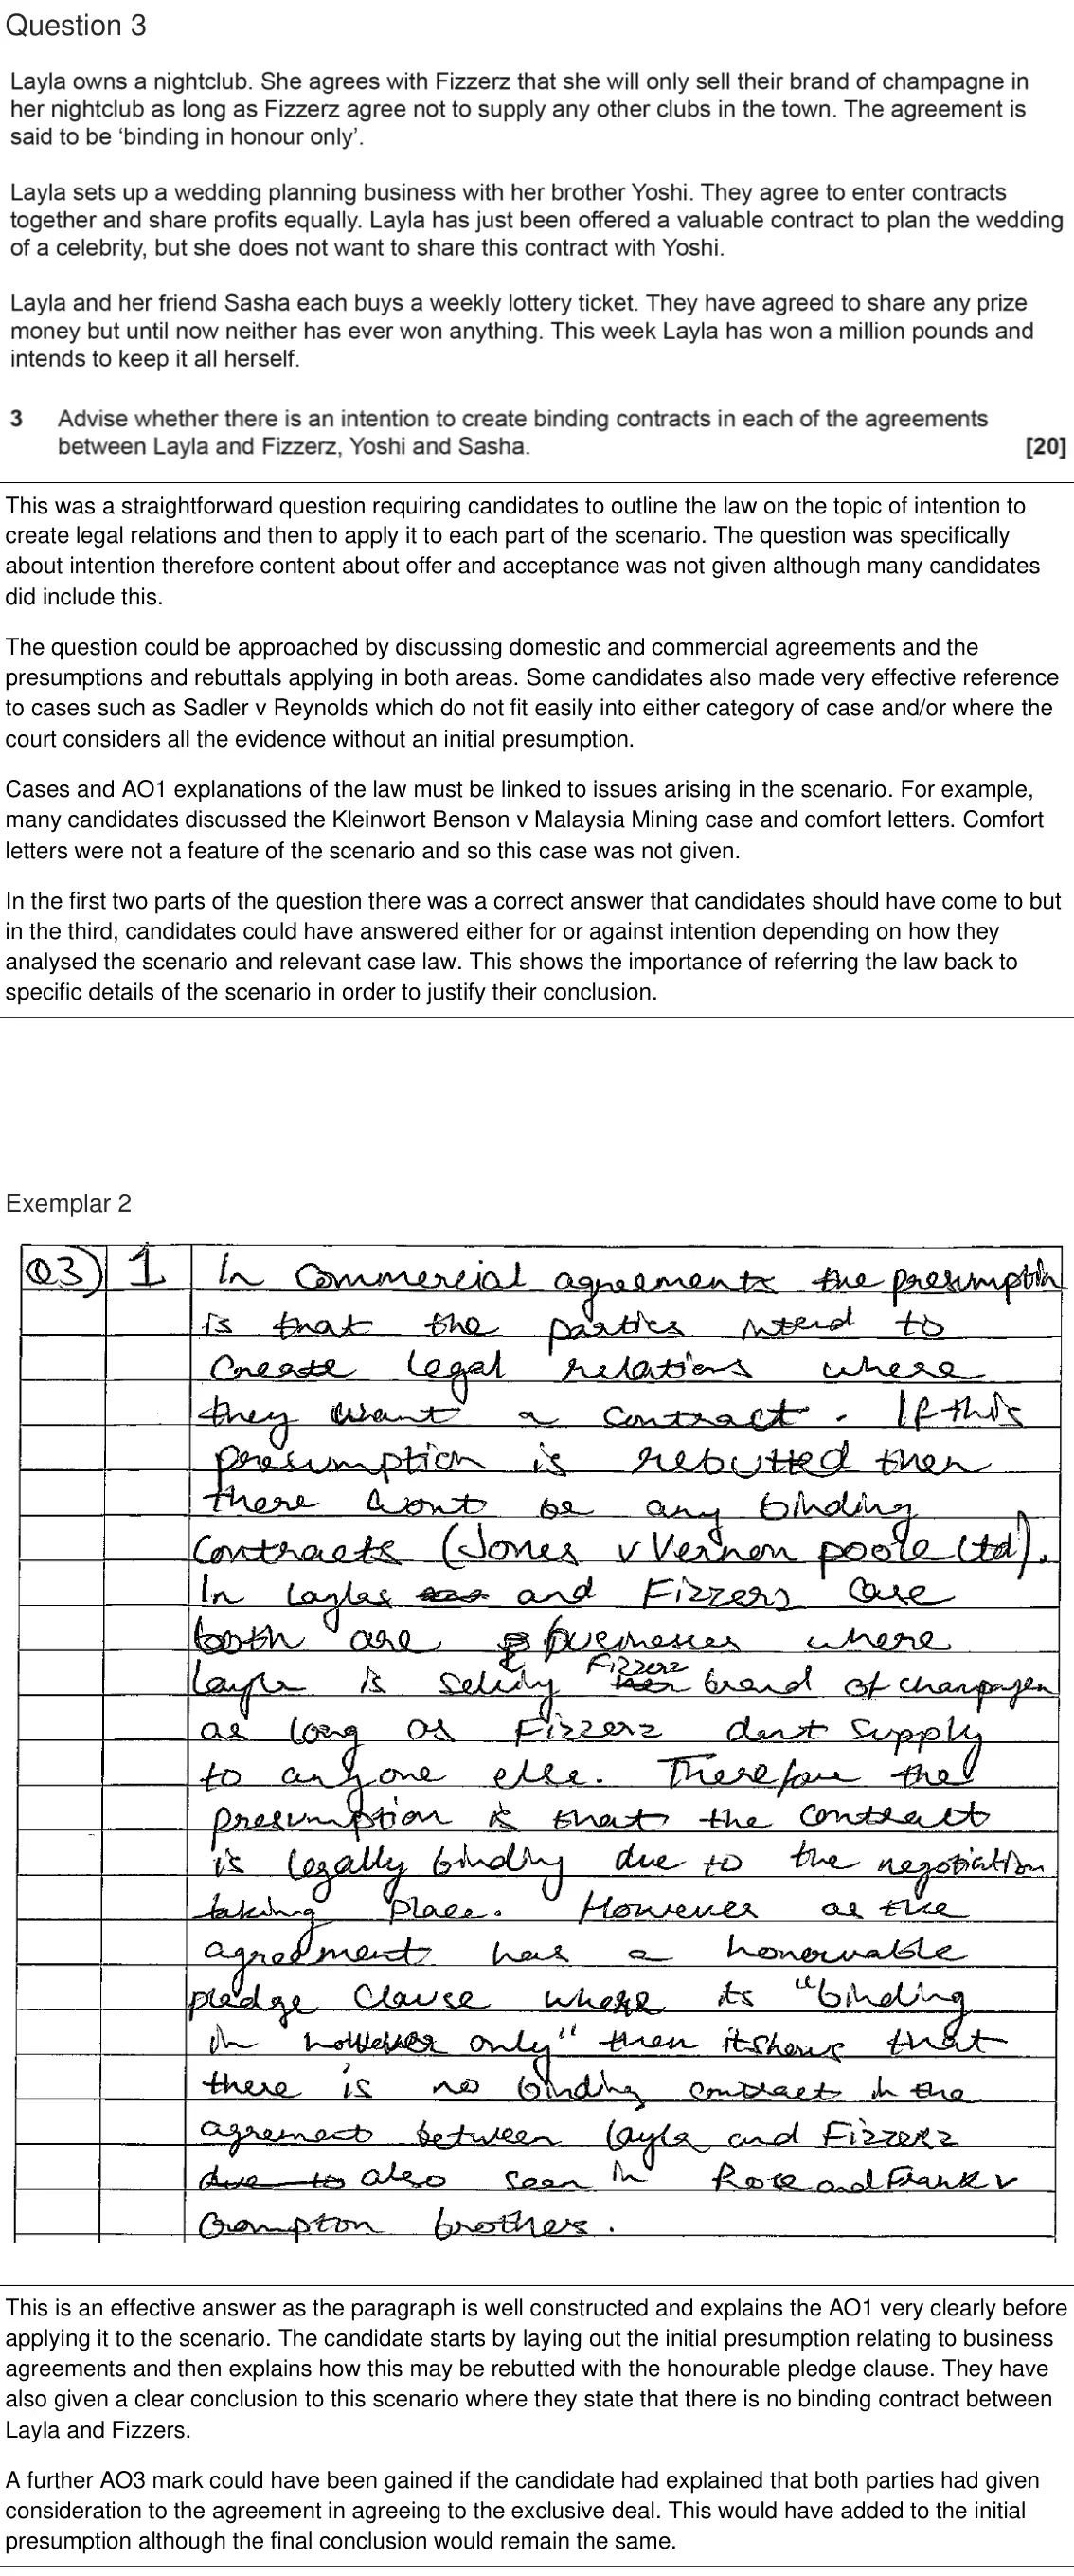 Question 3
Layla owns a nightclub. She agrees with Fizzerz that she will only sell their brand of champagne in
her nightclub as long as Fizzerz agree not to supply any other clubs in the town. The agreement is
said to be ‘binding in honour only’.
Layla sets up a wedding planning business with her brother Yoshi. They agree to enter contracts
together and share profits equally. Layla has just been offered a valuable contract to plan the wedding
of a celebrity, but she does not want to share this contract with Yoshi.
Layla and her friend Sasha each buys a weekly lottery ticket. They have agreed to share any prize
money but until now neither has ever won anything. This week Layla has won a million pounds and
intends to keep it all herself.
3 Advise whether there is an intention to create binding contracts in each of the agreements
between Layla and Fizzerz, Yoshi and Sasha. [20]
This was a straightforward question requiring candidates to outline the law on the topic of intention to
create legal relations and then to apply it to each part of the scenario. The question was specifically
about intention therefore content about offer and acceptance was not given although many candidates
did include this.
The question could be approached by discussing domestic and commercial agreements and the
presumptions and rebuttals applying in both areas. Some candidates also made very effective reference
to cases such as Sadler v Reynolds which do not fit easily into either category of case and/or where the
court considers all the evidence without an initial presumption.
Cases and AO1 explanations of the law must be linked to issues arising in the scenario. For example,
many candidates discussed the Kleinwort Benson v Malaysia Mining case and comfort letters. Comfort
letters were not a feature of the scenario and so this case was not given.
In the first two parts of the question there was a correct answer that candidates should have come to but
in the third, candidates could have answered either for or against intention depending on how they
analysed the scenario and relevant case law. This shows the importance of referring the law back to
specific details of the scenario in order to justify their conclusion.
Exemplar 2
Q3) 1 In Commercial agreements the presumption
is that the parties intend to
Create legal relations where
they want a contract. If this
presumption is rebutted then
there wont be any binding
Contracts (Jones v Vernon poole Ltd).
In Laylas and Fizzers case
both are businesses where
layla is selling Fizzerz brand of champagen
as long as Fizzerz dont supply
to anyone else. Therefore the
presumption is that the contract
is legally binding due to the negotiation
taking place. However as the
agreement has a honourable
pledge clause where its "binding
in only" then it shows that
there is no binding contract in the
agreement between layla and Fizzerz
due to also seen in Rose and Frank v
Crompton brothers.
This is an effective answer as the paragraph is well constructed and explains the AO1 very clearly before
applying it to the scenario. The candidate starts by laying out the initial presumption relating to business
agreements and then explains how this may be rebutted with the honourable pledge clause. They have
also given a clear conclusion to this scenario where they state that there is no binding contract between
Layla and Fizzers.
A further AO3 mark could have been gained if the candidate had explained that both parties had given
consideration to the agreement in agreeing to the exclusive deal. This would have added to the initial
presumption although the final conclusion would remain the same.